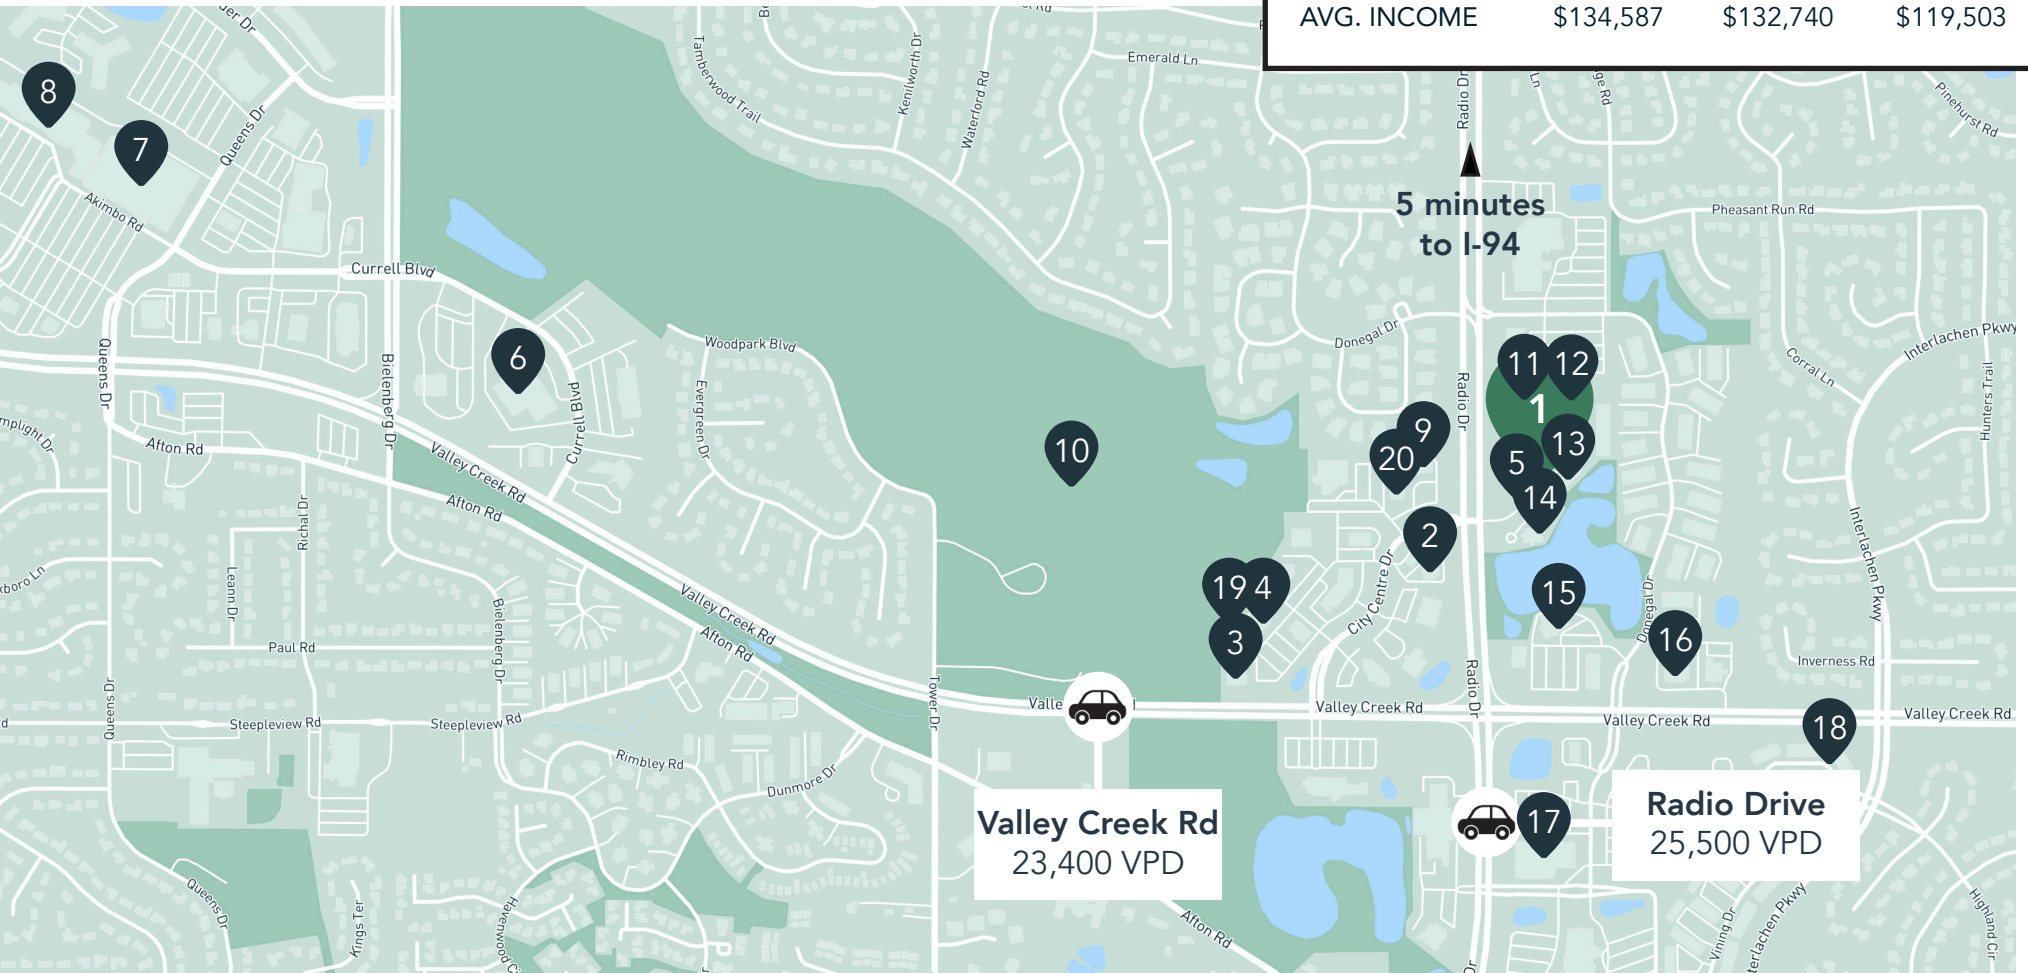 AVG. INCOME $134,587 $132,740 $119,503
Emerald Ln
Tamberwood Trail
Kenilworth Dr
Waterford Rd
Radio Dr
Ln
Pinehurst Rd
8
7
Queens Dr
Akimbo Rd
5 minutes
to I-94
Pheasant Run Rd
Currell Blvd
Interlachen Pkwy
Donegal Dr
Woodpark Blvd
6
Queens Dr
Bielenberg Dr
Currell Blvd
Evergreen Dr
Radio Dr
11
12
1
Corral Ln
Hunters Trail
9
20
5
13
14
10
Afton Rd
Valley Creek Rd
Afton Rd
Richal Dr
Leann Dr
2
Interlachen Pkwy
City Centre Dr
19
4
3
15
Donegal Dr
16
Bielenberg Dr
Valley Creek Rd
Afton Rd
Paul Rd
Inverness Rd
Queens Dr
Steepleview Rd
Steepleview Rd
Tower Dr
Valle
d
Valley Creek Rd
Radio Dr
Valley Creek Rd
18
Valley Creek Rd
Rimbley Rd
Dunmore Dr
Valley Creek Rd
23,400 VPD
17
Radio Drive
25,500 VPD
Queens Dr
Kings Ter
Afton Rd
Vining Dr
terlachen Pkwy
Highland Cir
Dr